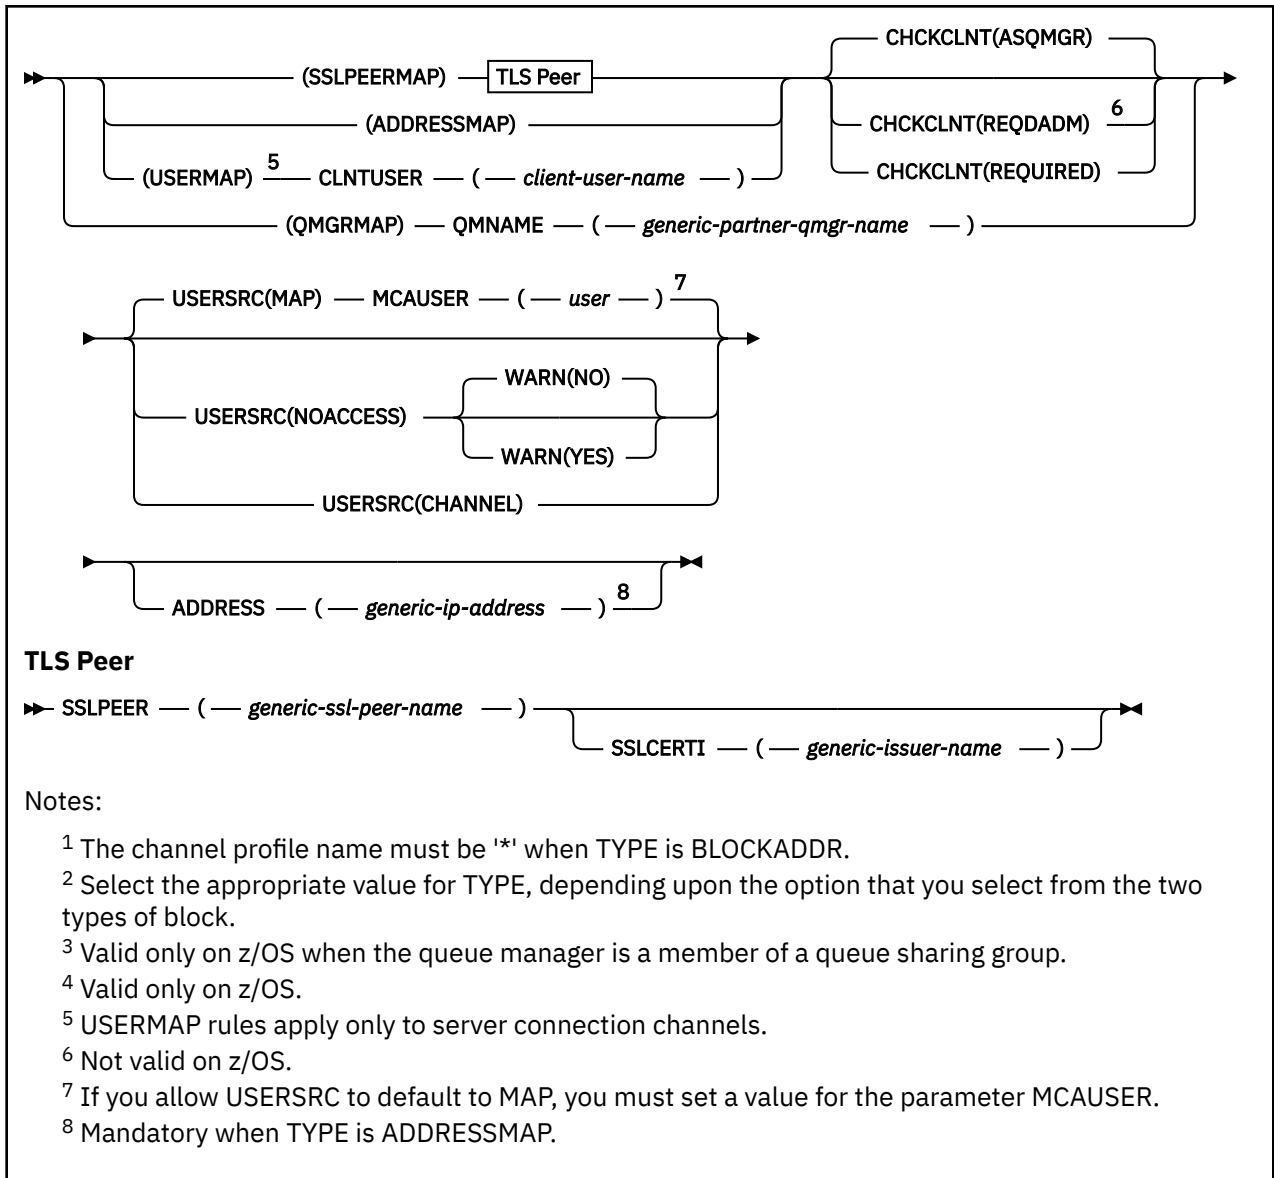 CHCKCLNT(ASQMGR)
(SSLPEERMAP) TLS Peer
(ADDRESSMAP) CHCKCLNT(REQDADM) 6
(USERMAP) 5 CLNTUSER ( client-user-name ) CHCKCLNT(REQUIRED)
(QMGRMAP) QMNAME ( generic-partner-qmgr-name )
USERSRC(MAP) MCAUSER ( user ) 7
WARN(NO)
USERSRC(NOACCESS)
WARN(YES)
USERSRC(CHANNEL)
ADDRESS ( generic-ip-address ) 8
TLS Peer
SSLPEER ( generic-ssl-peer-name )
SSLCERTI ( generic-issuer-name )
Notes:
1 The channel profile name must be '*' when TYPE is BLOCKADDR.
2 Select the appropriate value for TYPE, depending upon the option that you select from the two
types of block.
3 Valid only on z/OS when the queue manager is a member of a queue sharing group.
4 Valid only on z/OS.
5 USERMAP rules apply only to server connection channels.
6 Not valid on z/OS.
7 If you allow USERSRC to default to MAP, you must set a value for the parameter MCAUSER.
8 Mandatory when TYPE is ADDRESSMAP.